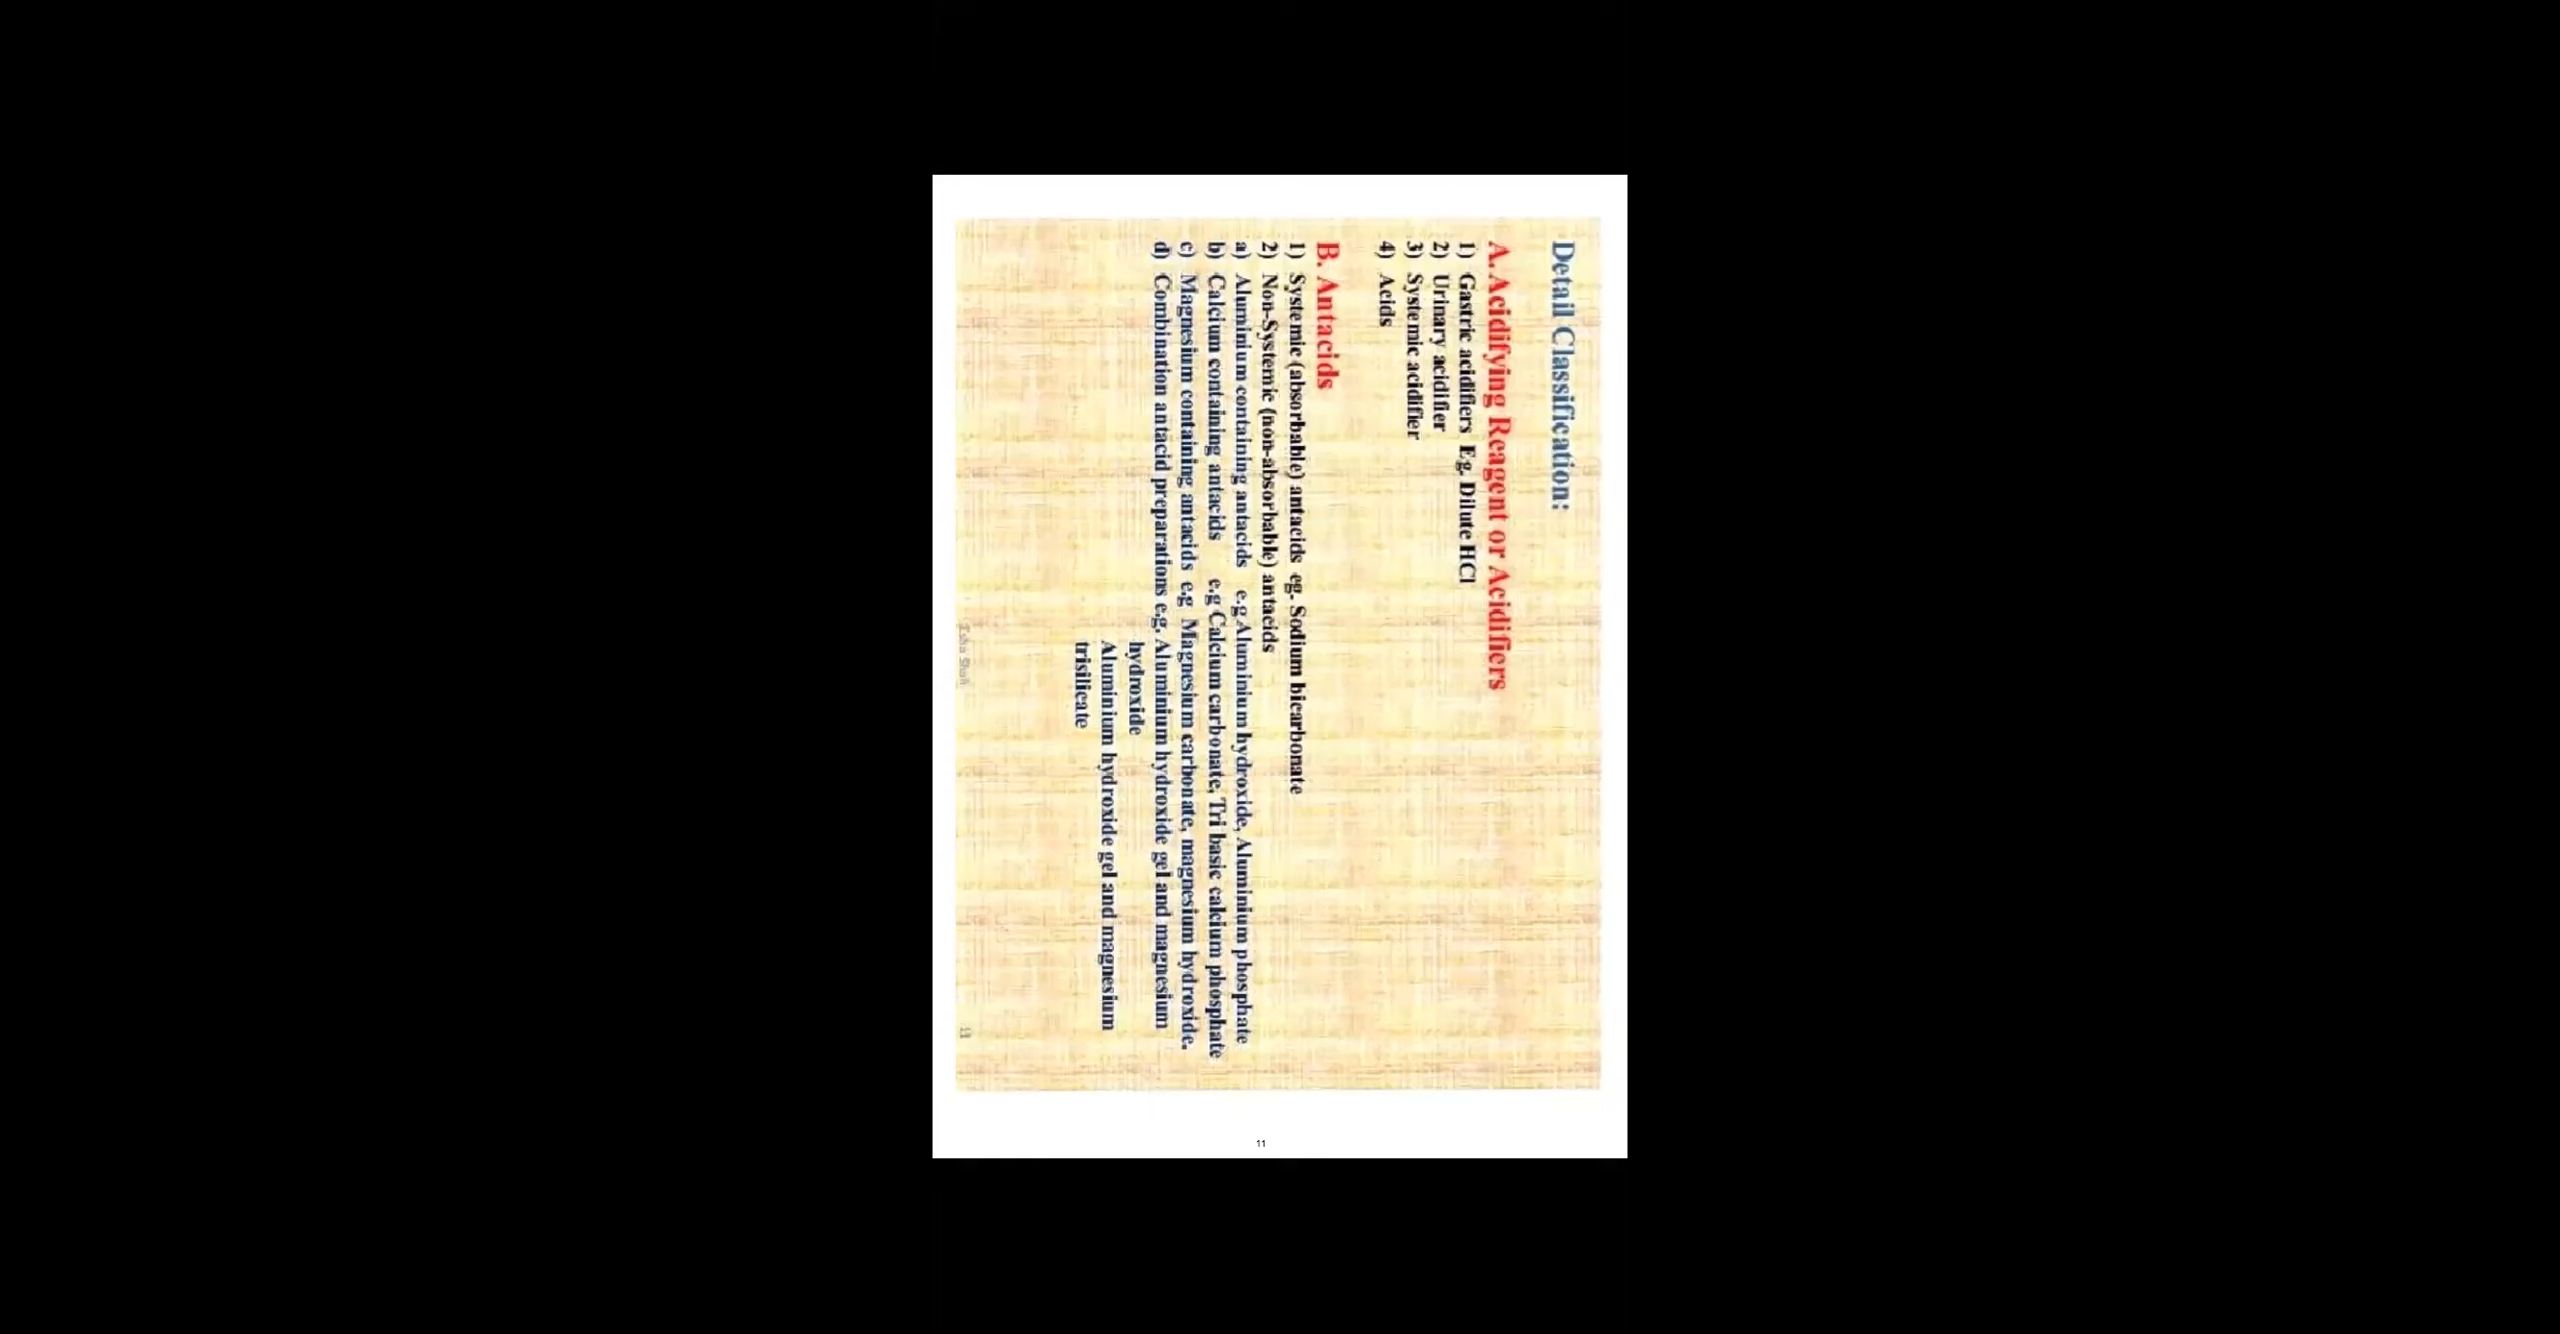 Detail Classification:
A. Acidifying Reagent or Acidifiers
1) Gastric acidifiers Eg. Dilute HCl
2) Urinary acidifier
3) Systemic acidifier
4) Acids
B. Antacids
1) Systemic (absorbable) antacids eg. Sodium bicarbonate
2) Non-Systemic (non-absorbable) antacids
a) Aluminium containing antacids e.g Aluminium hydroxide, Aluminium phosphate
b) Calcium containing antacids e.g Calcium carbonate, Tri basic calcium phosphate
c) Magnesium containing antacids e.g Magnesium carbonate, magnesium hydroxide.
d) Combination antacid preparations e.g. Aluminium hydroxide gel and magnesium
hydroxide
Aluminium hydroxide gel and magnesium
trisilicate
Isha Shah
11
11